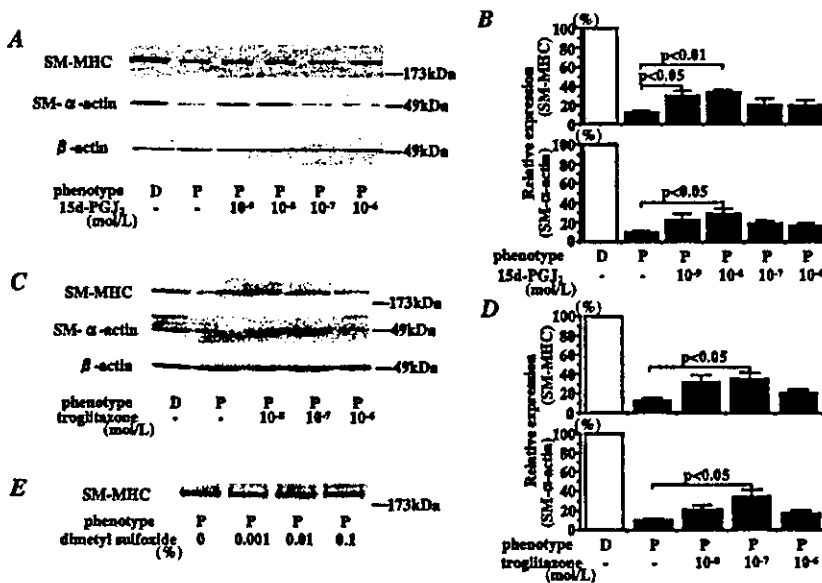 A
SM-MHC
173kDa
SM-α-actin
49kDa
β-actin
49kDa
phenotype D P P P P P
15d-PGJ₂ - - 10⁻⁹ 10⁻⁸ 10⁻⁷ 10⁻⁶
(mol/L)
B
(%)
100
80
60
40
20
0
Relative expression
(SM-MHC)
p<0.01
p<0.05
(%)
100
80
60
40
20
0
(SM-α-actin)
p<0.05
phenotype D P P P P P
15d-PGJ₂ - - 10⁻⁹ 10⁻⁸ 10⁻⁷ 10⁻⁶
(mol/L)
C
SM-MHC
173kDa
SM-α-actin
49kDa
β-actin
49kDa
phenotype D P P P P
troglitazone - - 10⁻⁸ 10⁻⁷ 10⁻⁶
(mol/L)
D
(%)
100
80
60
40
20
0
Relative expression
(SM-MHC)
p<0.05
(%)
100
80
60
40
20
0
(SM-α-actin)
p<0.05
phenotype D P P P P
troglitazone - - 10⁻⁸ 10⁻⁷ 10⁻⁶
(mol/L)
E
SM-MHC
173kDa
phenotype P P P P
dimetyl sulfoxide 0 0.001 0.01 0.1
(%)